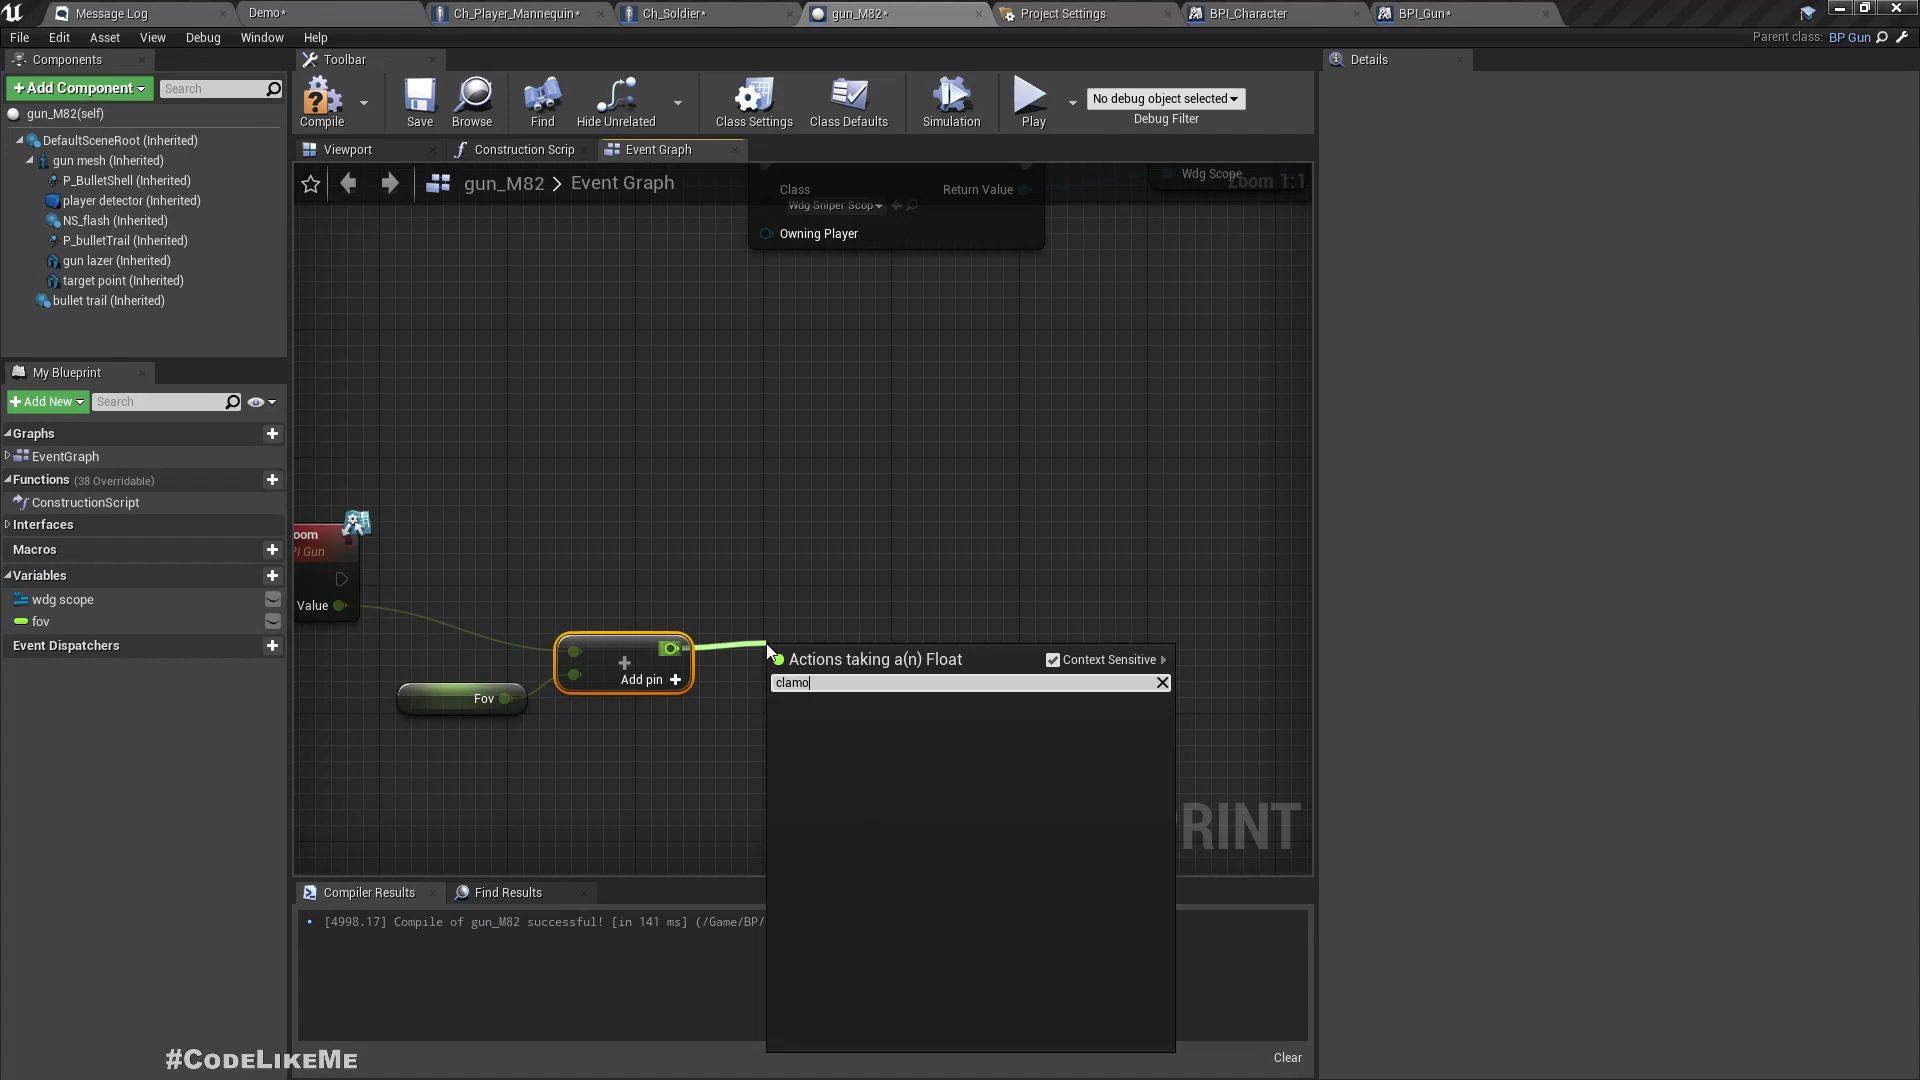 Message Log
Demo*
Ch_Player_Mannequin*
Ch_Soldier*
gun_M82*
Project Settings
BPI_Character
BPI_Gun*
File Edit Asset View Debug Window Help
Parent class: BP Gun
Components
Toolbar
Details
Add Component
Search
gun_M82(self)
DefaultSceneRoot (Inherited)
gun mesh (Inherited)
P_BulletShell (Inherited)
player detector (Inherited)
NS_flash (Inherited)
P_bulletTrail (Inherited)
gun lazer (Inherited)
target point (Inherited)
bullet trail (Inherited)
Compile
Save
Browse
Find
Hide Unrelated
Class Settings
Class Defaults
Simulation
Play
No debug object selected
Debug Filter
Viewport
Construction Scrip
Event Graph
gun_M82 > Event Graph
Zoom 1:1
Class
Return Value
Wdg Sniper Scop
Owning Player
Wdg Scope
My Blueprint
Add New
Search
Graphs
EventGraph
Functions (38 Overridable)
ConstructionScript
Interfaces
Macros
Variables
wdg scope
fov
Event Dispatchers
oom
PI Gun
Value
Fov
Add pin
Actions taking a(n) Float
Context Sensitive
clamo
RINT
Compiler Results
Find Results
[4998.17] Compile of gun_M82 successful! [in 141 ms] (/Game/BP/
Clear
#CodeLikeMe